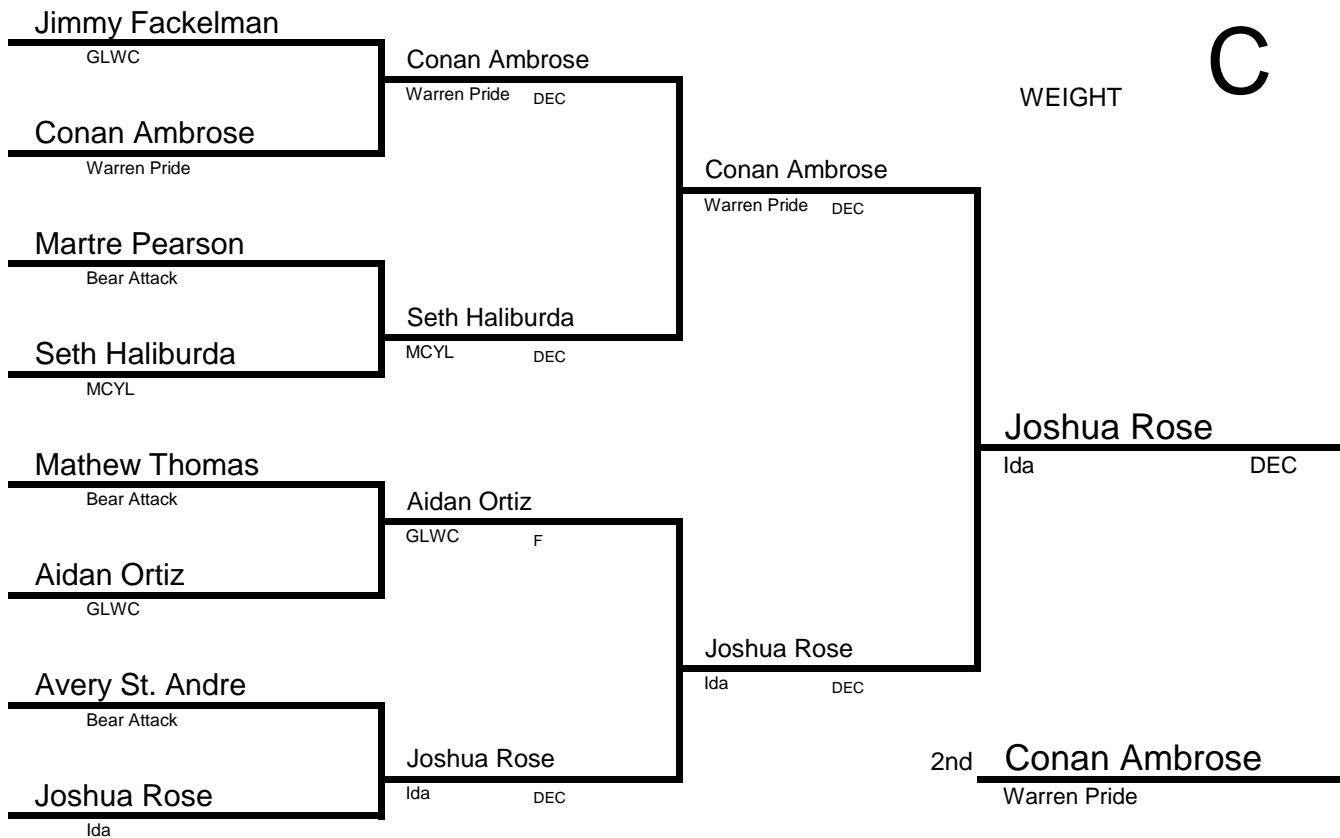 Jimmy Fackelman
GLWC
Conan Ambrose
Warren Pride DEC
WEIGHT C
Conan Ambrose
Warren Pride
Conan Ambrose
Warren Pride DEC
Martre Pearson
Bear Attack
Seth Haliburda
MCYL DEC
Seth Haliburda
MCYL
Joshua Rose
Ida DEC
Mathew Thomas
Bear Attack
Aidan Ortiz
GLWC F
Aidan Ortiz
GLWC
Joshua Rose
Ida DEC
Avery St. Andre
Bear Attack
Joshua Rose
Ida DEC
2nd Conan Ambrose
Warren Pride
Joshua Rose
Ida